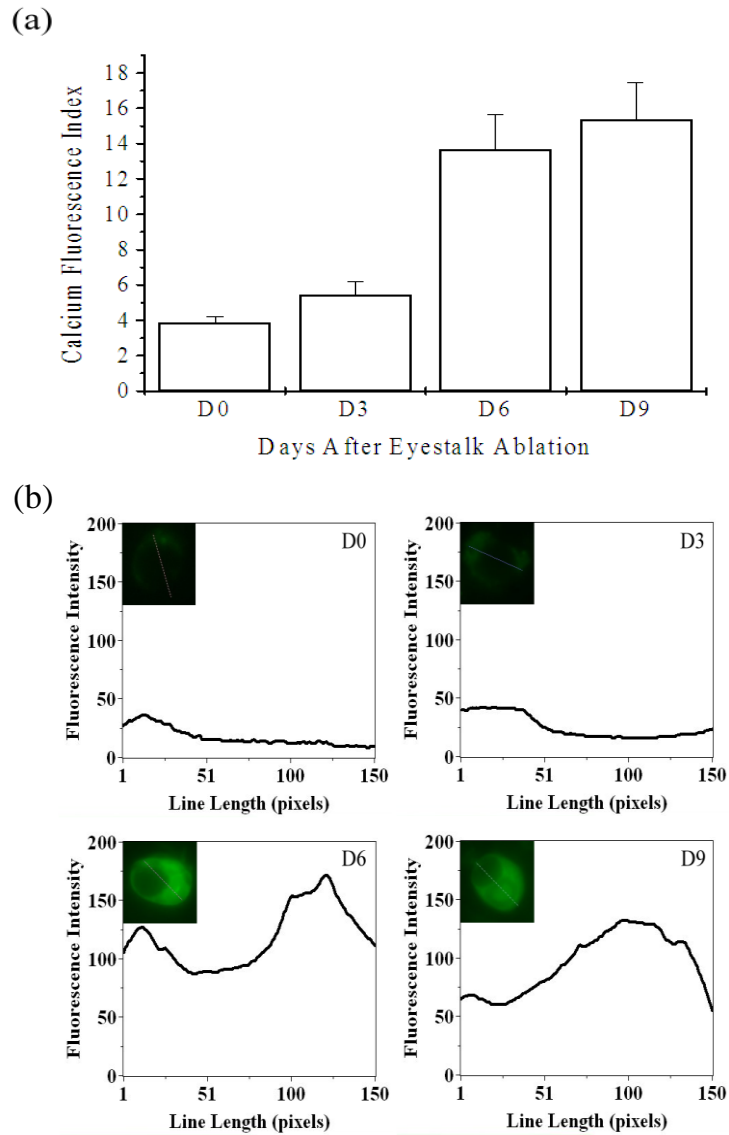 (a)
Calcium Fluorescence Index
18
16
14
12
10
8
6
4
2
0
D0 D3 D6 D9
Days After Eyestalk Ablation
(b)
Fluorescence Intensity
200
150
100
50
0
D0
1 51 100 150
Line Length (pixels)
Fluorescence Intensity
200
150
100
50
0
D3
1 51 100 150
Line Length (pixels)
Fluorescence Intensity
200
150
100
50
0
D6
1 51 100 150
Line Length (pixels)
Fluorescence Intensity
200
150
100
50
0
D9
1 51 100 150
Line Length (pixels)